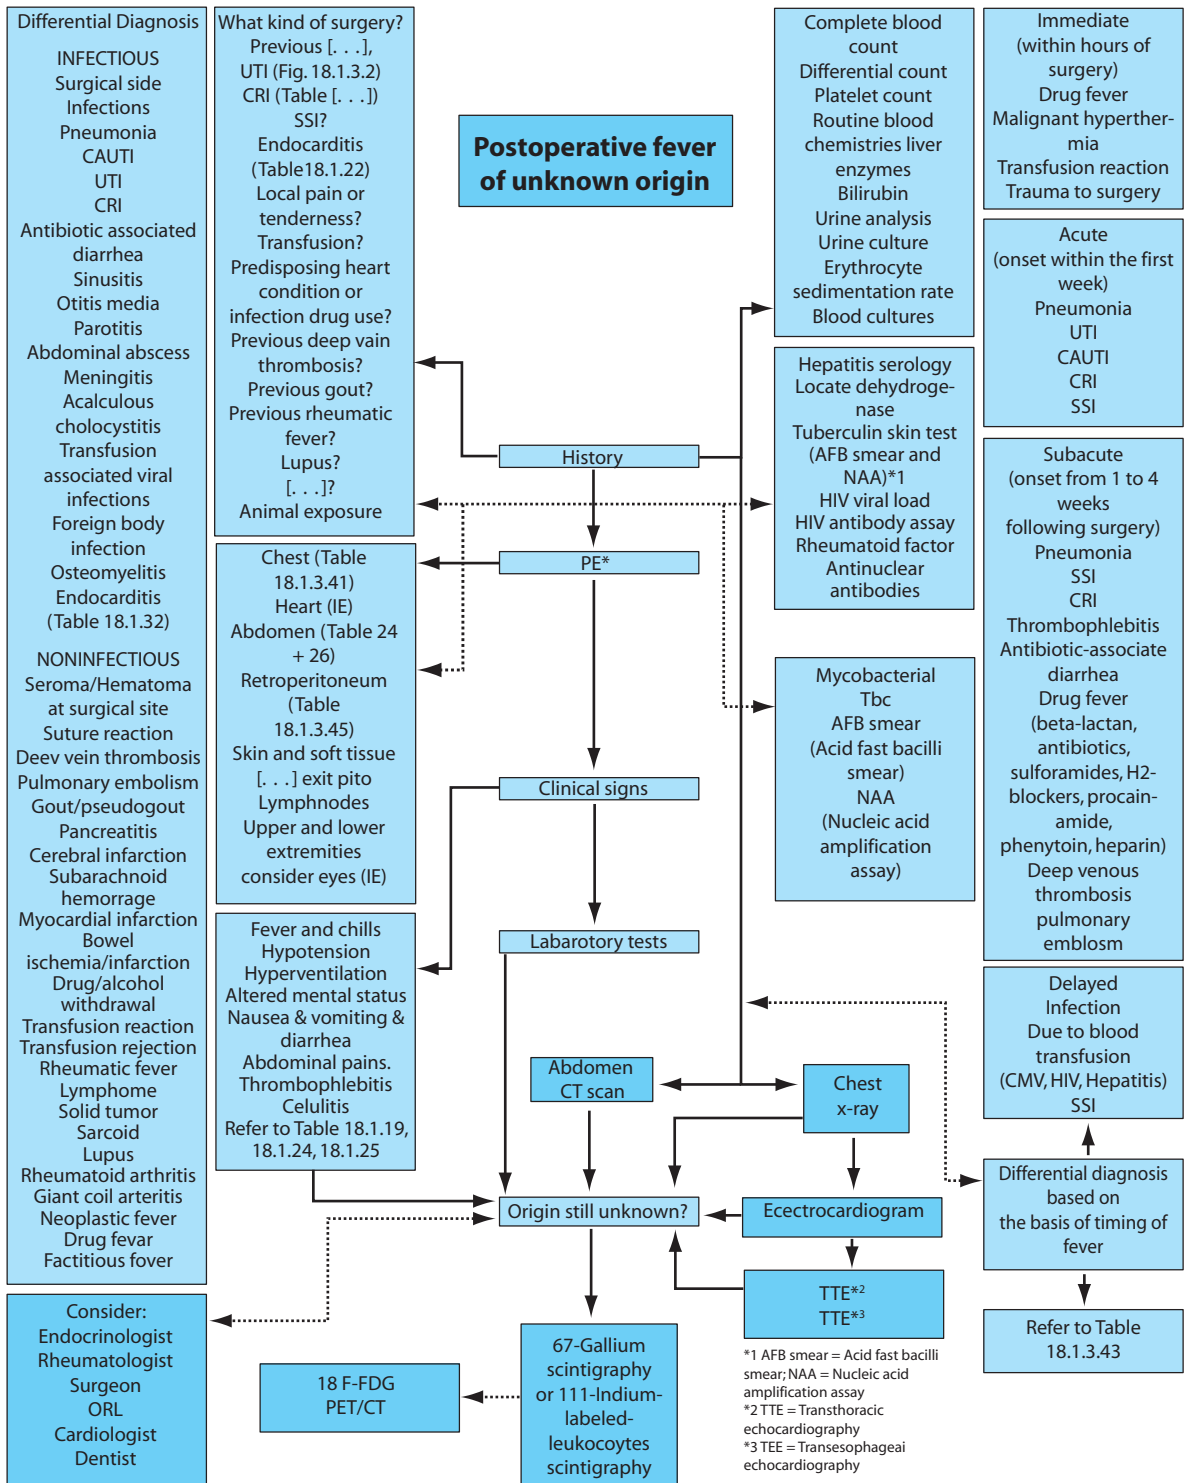 Differential Diagnosis
INFECTIOUS
Surgical side
Infections
Pneumonia
CAUTI
UTI
CRI
Antibiotic associated
diarrhea
Sinusitis
Otitis media
Parotitis
Abdominal abscess
Meningitis
Acalculous
cholocystitis
Transfusion
associated viral
infections
Foreign body
infection
Osteomyelitis
Endocarditis
(Table 18.1.32)
NONINFECTIOUS
Seroma/Hematoma
at surgical site
Suture reaction
Deev vein thrombosis
Pulmonary embolism
Gout/pseudogout
Pancreatitis
Cerebral infarction
Subarachnoid
hemorrage
Myocardial infarction
Bowel
ischemia/infarction
Drug/alcohol
withdrawal
Transfusion reaction
Transfusion rejection
Rheumatic fever
Lymphome
Solid tumor
Sarcoid
Lupus
Rheumatoid arthritis
Giant coil arteritis
Neoplastic fever
Drug fevar
Factitious fover
Consider:
Endocrinologist
Rheumatologist
Surgeon
ORL
Cardiologist
Dentist
What kind of surgery?
Previous [. . .],
UTI (Fig. 18.1.3.2)
CRI (Table [. . .])
SSI?
Endocarditis
(Table18.1.22)
Local pain or
tenderness?
Transfusion?
Predisposing heart
condition or
infection drug use?
Previous deep vain
thrombosis?
Previous gout?
Previous rheumatic
fever?
Lupus?
[. . .]?
Animal exposure
Chest (Table
18.1.3.41)
Heart (IE)
Abdomen (Table 24
+ 26)
Retroperitoneum
(Table
18.1.3.45)
Skin and soft tissue
[. . .] exit pito
Lymphnodes
Upper and lower
extremities
consider eyes (IE)
Fever and chills
Hypotension
Hyperventilation
Altered mental status
Nausea & vomiting &
diarrhea
Abdominal pains.
Thrombophlebitis
Celulitis
Refer to Table 18.1.19,
18.1.24, 18.1.25
Postoperative fever
of unknown origin
History
PE*
Clinical signs
Labarotory tests
Abdomen
CT scan
Chest
x-ray
Origin still unknown?
Ecectrocardiogram
TTE*2
TTE*3
67-Gallium
scintigraphy
or 111-Indium-
labeled-
leukocytes
scintigraphy
18 F-FDG
PET/CT
*1 AFB smear = Acid fast bacilli
smear; NAA = Nucleic acid
amplification assay
*2 TTE = Transthoracic
echocardiography
*3 TEE = Transesophageai
echocardiography
Complete blood
count
Differential count
Platelet count
Routine blood
chemistries liver
enzymes
Bilirubin
Urine analysis
Urine culture
Erythrocyte
sedimentation rate
Blood cultures
Hepatitis serology
Locate dehydroge-
nase
Tuberculin skin test
(AFB smear and
NAA)*1
HIV viral load
HIV antibody assay
Rheumatoid factor
Antinuclear
antibodies
Mycobacterial
Tbc
AFB smear
(Acid fast bacilli
smear)
NAA
(Nucleic acid
amplification
assay)
Immediate
(within hours of
surgery)
Drug fever
Malignant hyperther-
mia
Transfusion reaction
Trauma to surgery
Acute
(onset within the first
week)
Pneumonia
UTI
CAUTI
CRI
SSI
Subacute
(onset from 1 to 4
weeks
following surgery)
Pneumonia
SSI
CRI
Thrombophlebitis
Antibiotic-associate
diarrhea
Drug fever
(beta-lactan,
antibiotics,
sulforamides, H2-
blockers, procain-
amide,
phenytoin, heparin)
Deep venous
thrombosis
pulmonary
emblosm
Delayed
Infection
Due to blood
transfusion
(CMV, HIV, Hepatitis)
SSI
Differential diagnosis
based on
the basis of timing of
fever
Refer to Table
18.1.3.43